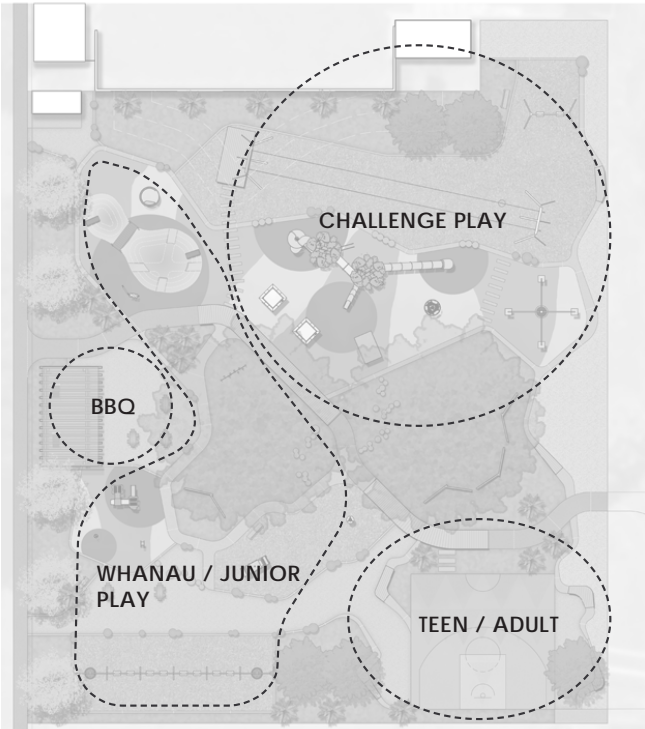 CHALLENGE PLAY
BBQ
WHANAU / JUNIOR
PLAY
TEEN / ADULT